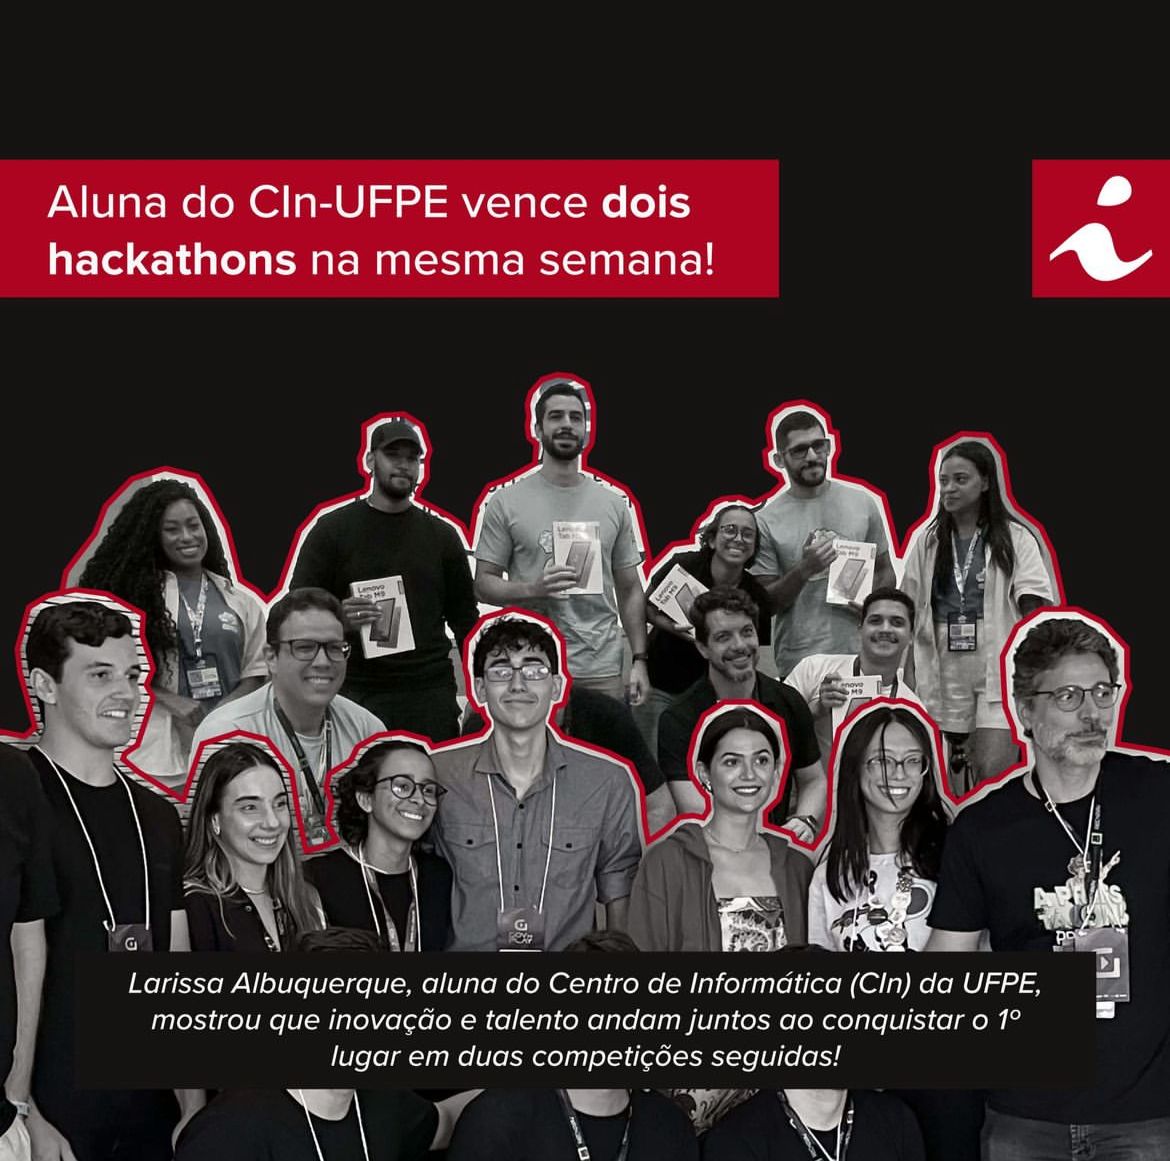 Aluna do CIn-UFPE vence dois
hackathons na mesma semana!
Lenovo
Tab M9
Lenovo
Tab M9
Lenovo
Tab M9
Lenovo
Tab M9
Larissa Albuquerque, aluna do Centro de Informática (CIn) da UFPE,
mostrou que inovação e talento andam juntos ao conquistar o 1º
lugar em duas competições seguidas!